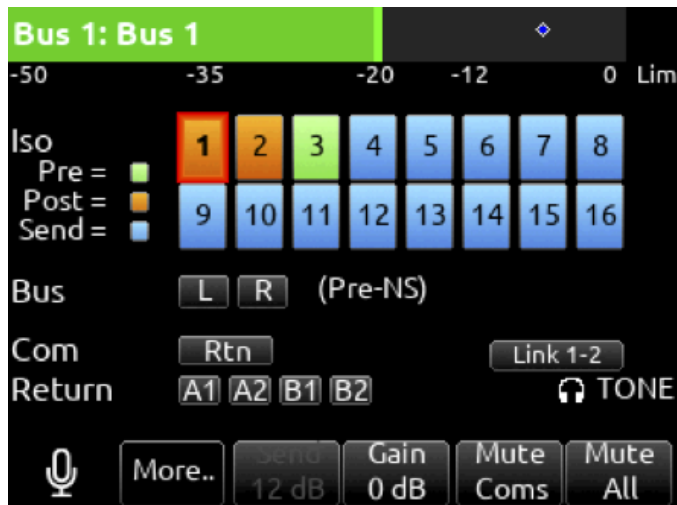 Bus 1: Bus 1
-50 -35 -20 -12 0 Lim
Iso 1 2 3 4 5 6 7 8
Pre =
Post =
Send =
9 10 11 12 13 14 15 16
Bus L R (Pre-NS)
Com Rtn Link 1-2
Return A1 A2 B1 B2 TONE
More.. Send 12 dB Gain 0 dB Mute Coms Mute All